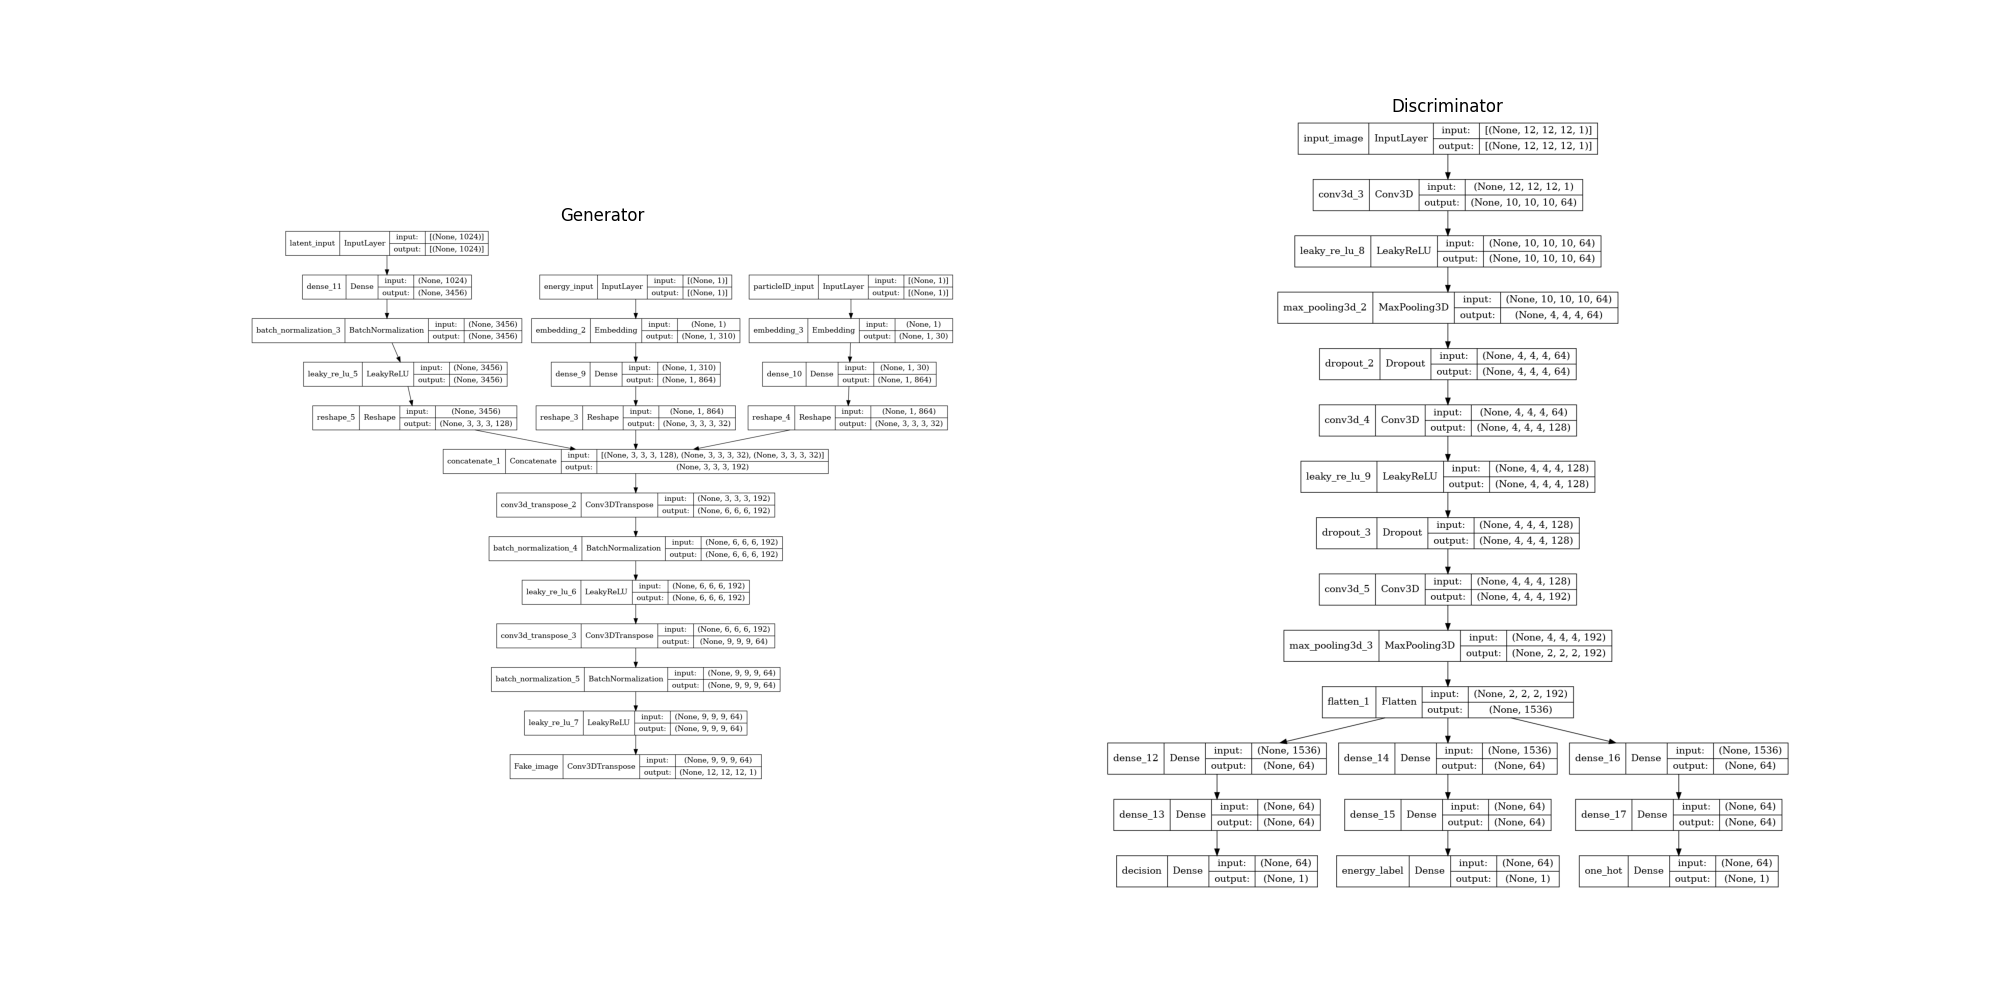 Generator
latent_input InputLayer input: [(None, 1024)]
output: [(None, 1024)]
dense_11 Dense input: (None, 1024)
output: (None, 3456)
energy_input InputLayer input: [(None, 1)]
output: [(None, 1)]
particleID_input InputLayer input: [(None, 1)]
output: [(None, 1)]
batch_normalization_3 BatchNormalization input: (None, 3456)
output: (None, 3456)
embedding_2 Embedding input: (None, 1)
output: (None, 1, 310)
embedding_3 Embedding input: (None, 1)
output: (None, 1, 30)
leaky_re_lu_5 LeakyReLU input: (None, 3456)
output: (None, 3456)
dense_9 Dense input: (None, 1, 310)
output: (None, 1, 864)
dense_10 Dense input: (None, 1, 30)
output: (None, 1, 864)
reshape_5 Reshape input: (None, 3456)
output: (None, 3, 3, 3, 128)
reshape_3 Reshape input: (None, 1, 864)
output: (None, 3, 3, 3, 32)
reshape_4 Reshape input: (None, 1, 864)
output: (None, 3, 3, 3, 32)
concatenate_1 Concatenate input: [(None, 3, 3, 3, 128), (None, 3, 3, 3, 32), (None, 3, 3, 3, 32)]
output: (None, 3, 3, 3, 192)
conv3d_transpose_2 Conv3DTranspose input: (None, 3, 3, 3, 192)
output: (None, 6, 6, 6, 192)
batch_normalization_4 BatchNormalization input: (None, 6, 6, 6, 192)
output: (None, 6, 6, 6, 192)
leaky_re_lu_6 LeakyReLU input: (None, 6, 6, 6, 192)
output: (None, 6, 6, 6, 192)
conv3d_transpose_3 Conv3DTranspose input: (None, 6, 6, 6, 192)
output: (None, 9, 9, 9, 64)
batch_normalization_5 BatchNormalization input: (None, 9, 9, 9, 64)
output: (None, 9, 9, 9, 64)
leaky_re_lu_7 LeakyReLU input: (None, 9, 9, 9, 64)
output: (None, 9, 9, 9, 64)
Fake_image Conv3DTranspose input: (None, 9, 9, 9, 64)
output: (None, 12, 12, 12, 1)
Discriminator
input_image InputLayer input: [(None, 12, 12, 12, 1)]
output: [(None, 12, 12, 12, 1)]
conv3d_3 Conv3D input: (None, 12, 12, 12, 1)
output: (None, 10, 10, 10, 64)
leaky_re_lu_8 LeakyReLU input: (None, 10, 10, 10, 64)
output: (None, 10, 10, 10, 64)
max_pooling3d_2 MaxPooling3D input: (None, 10, 10, 10, 64)
output: (None, 4, 4, 4, 64)
dropout_2 Dropout input: (None, 4, 4, 4, 64)
output: (None, 4, 4, 4, 64)
conv3d_4 Conv3D input: (None, 4, 4, 4, 64)
output: (None, 4, 4, 4, 128)
leaky_re_lu_9 LeakyReLU input: (None, 4, 4, 4, 128)
output: (None, 4, 4, 4, 128)
dropout_3 Dropout input: (None, 4, 4, 4, 128)
output: (None, 4, 4, 4, 128)
conv3d_5 Conv3D input: (None, 4, 4, 4, 128)
output: (None, 4, 4, 4, 192)
max_pooling3d_3 MaxPooling3D input: (None, 4, 4, 4, 192)
output: (None, 2, 2, 2, 192)
flatten_1 Flatten input: (None, 2, 2, 2, 192)
output: (None, 1536)
dense_12 Dense input: (None, 1536)
output: (None, 64)
dense_14 Dense input: (None, 1536)
output: (None, 64)
dense_16 Dense input: (None, 1536)
output: (None, 64)
dense_13 Dense input: (None, 64)
output: (None, 64)
dense_15 Dense input: (None, 64)
output: (None, 64)
dense_17 Dense input: (None, 64)
output: (None, 64)
decision Dense input: (None, 64)
output: (None, 1)
energy_label Dense input: (None, 64)
output: (None, 1)
one_hot Dense input: (None, 64)
output: (None, 1)